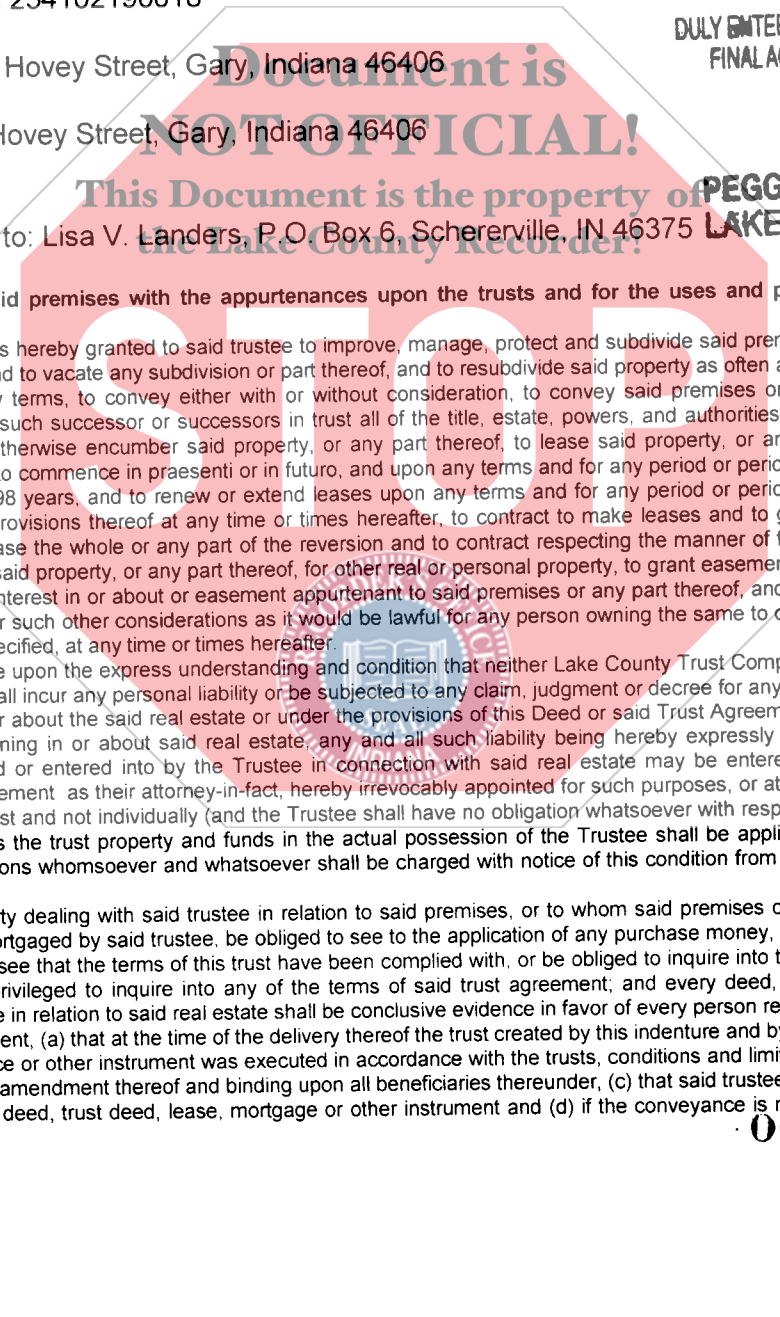 Hovey Street, Gary, Indiana 46406
DULY ENTE
FINAL A
Document is
NOT OFFICIAL!
Hovey Street, Gary, Indiana 46406
This Document is the property of
the Lake County Recorder!
PEGG
LAKE
to: Lisa V. Landers, P.O. Box 6, Schererville, IN 46375
id premises with the appurtenances upon the trusts and for the uses and p
STOP
s hereby granted to said trustee to improve, manage, protect and subdivide said prer
d to vacate any subdivision or part thereof, and to resubdivide said property as often a
y terms, to convey either with or without consideration, to convey said premises or
such successor or successors in trust all of the title, estate, powers, and authorities
therwise encumber said property, or any part thereof, to lease said property, or an
o commence in praesenti or in futuro, and upon any terms and for any period or perio
98 years, and to renew or extend leases upon any terms and for any period or perio
rovisions thereof at any time or times hereafter, to contract to make leases and to g
ase the whole or any part of the reversion and to contract respecting the manner of f
said property, or any part thereof, for other real or personal property, to grant easemer
nterest in or about or easement appurtenant to said premises or any part thereof, and
r such other considerations as it would be lawful for any person owning the same to d
ecified, at any time or times hereafter.
e upon the express understanding and condition that neither Lake County Trust Comp
all incur any personal liability or be subjected to any claim, judgment or decree for any
r about the said real estate or under the provisions of this Deed or said Trust Agreem
ning in or about said real estate, any and all such liability being hereby expressly
d or entered into by the Trustee in connection with said real estate may be entere
ement as their attorney-in-fact, hereby irrevocably appointed for such purposes, or at
st and not individually (and the Trustee shall have no obligation whatsoever with resp
s the trust property and funds in the actual possession of the Trustee shall be appli
ons whomsoever and whatsoever shall be charged with notice of this condition from
RECORDER'S OFFICE
SEAL
INDIANA
ty dealing with said trustee in relation to said premises, or to whom said premises o
ortgaged by said trustee, be obliged to see to the application of any purchase money,
see that the terms of this trust have been complied with, or be obliged to inquire into t
rivileged to inquire into any of the terms of said trust agreement; and every deed,
e in relation to said real estate shall be conclusive evidence in favor of every person re
ent, (a) that at the time of the delivery thereof the trust created by this indenture and by
ce or other instrument was executed in accordance with the trusts, conditions and limi
amendment thereof and binding upon all beneficiaries thereunder, (c) that said trustee
deed, trust deed, lease, mortgage or other instrument and (d) if the conveyance is r